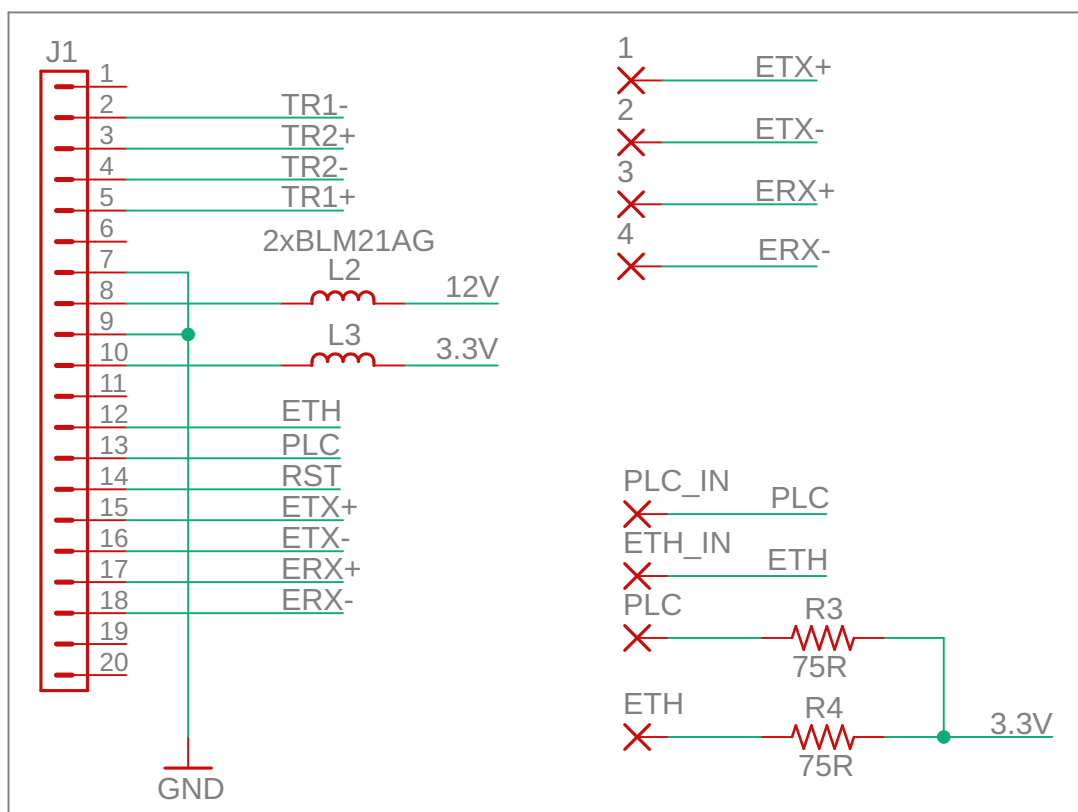 J1
1
2
TR1-
3
TR2+
4
TR2-
5
TR1+
6
2xBLM21AG
7
L2
8
12V
9
L3
10
3.3V
11
12
ETH
13
PLC
14
RST
15
ETX+
16
ETX-
17
ERX+
18
ERX-
19
20
GND
1
ETX+
2
ETX-
3
ERX+
4
ERX-
PLC_IN
PLC
ETH_IN
ETH
PLC
R3
75R
ETH
R4
75R
3.3V